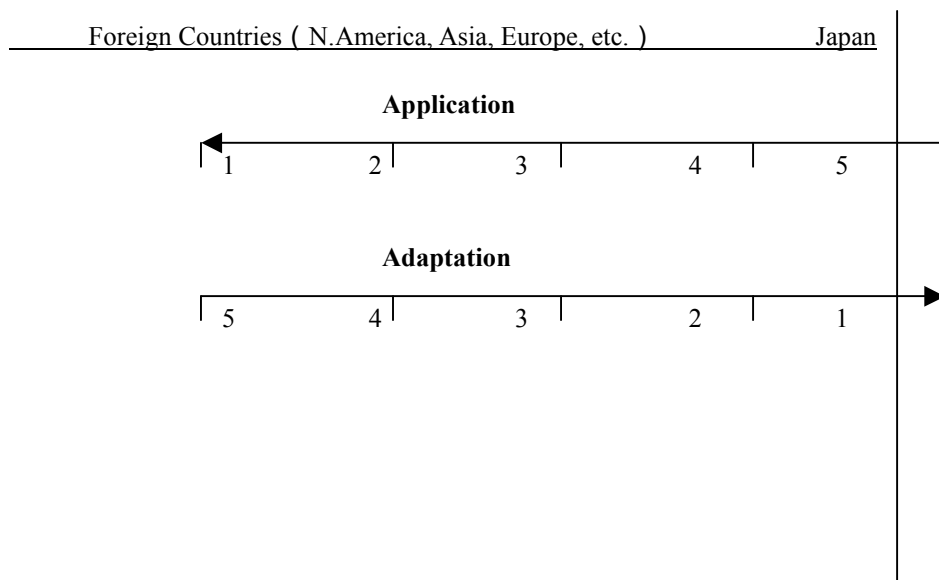 Foreign Countries ( N.America, Asia, Europe, etc. ) Japan
Application
1 2 3 4 5
Adaptation
5 4 3 2 1